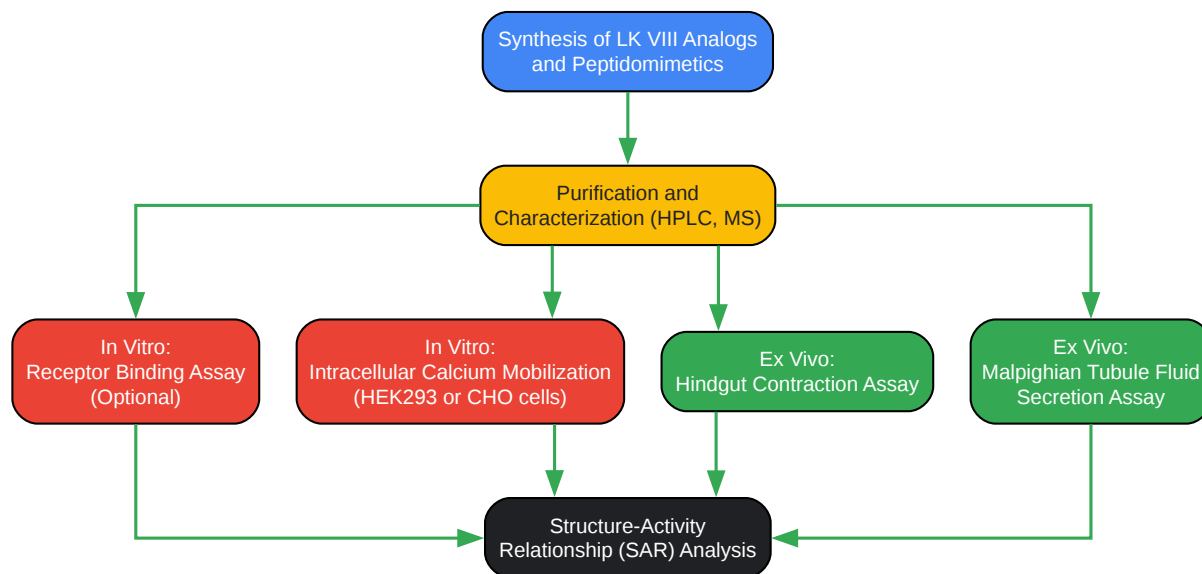 Synthesis of LK VIII Analogs
and Peptidomimetics
Purification and
Characterization (HPLC, MS)
In Vitro:
Receptor Binding Assay
(Optional)
In Vitro:
Intracellular Calcium Mobilization
(HEK293 or CHO cells)
Ex Vivo:
Hindgut Contraction Assay
Ex Vivo:
Malpighian Tubule Fluid
Secretion Assay
Structure-Activity
Relationship (SAR) Analysis